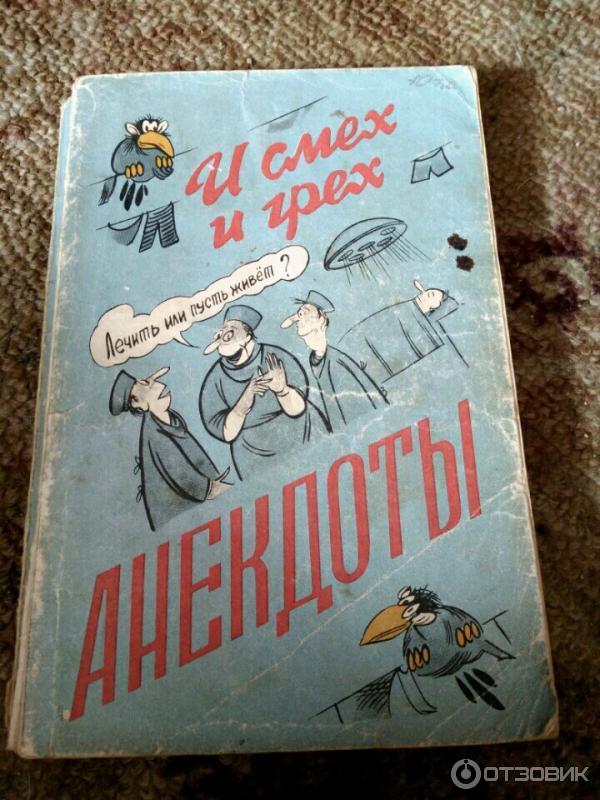 И смех
и грех
Лечить или пусть живёт?
АНЕКДОТЫ
ОТЗОВИК